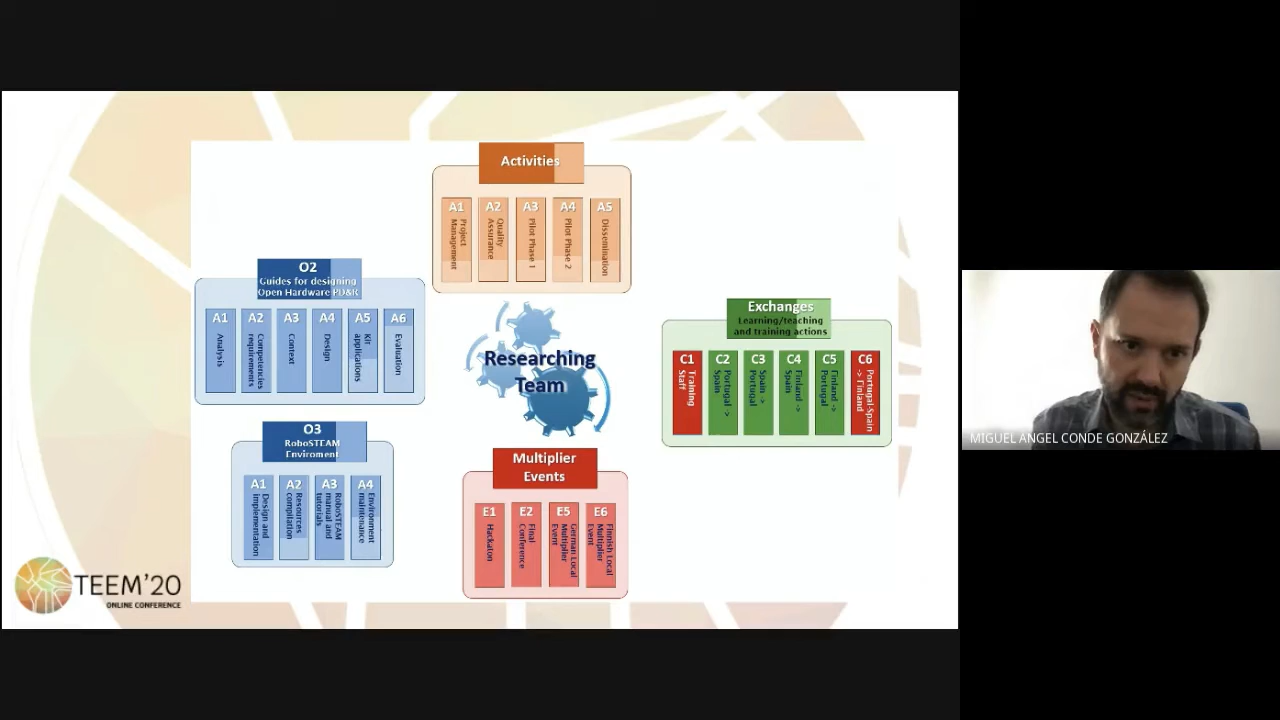 Activities
A1 Project Management
A2 Quality Assurance
A3 Pilot Phase 1
A4 Pilot Phase 2
A5 Dissemination
O2
Guides for designing
Open Hardware PD&R
A1 Analysis
A2 Competencies requirements
A3 Context
A4 Design
A5 Kit applications
A6 Evaluation
Exchanges
Learning/teaching
and training actions
C1 Training Staff
C2 Portugal -> Spain
C3 Spain -> Portugal
C4 Finland -> Spain
C5 Finland -> Portugal
C6 Portugal-Spain -> Finland
Researching
Team
O3
RoboSTEAM
Enviroment
A1 Design and implementation
A2 Resources compilation
A3 RoboSTEAM manual and tutorials
A4 Environment maintenance
Multiplier
Events
E1 Hackaton
E2 Final Conference
E5 German Local Multiplier Event
E6 Finnish Local Multiplier Event
TEEM'20
ONLINE CONFERENCE
MIGUEL ANGEL CONDE GONZÁLEZ